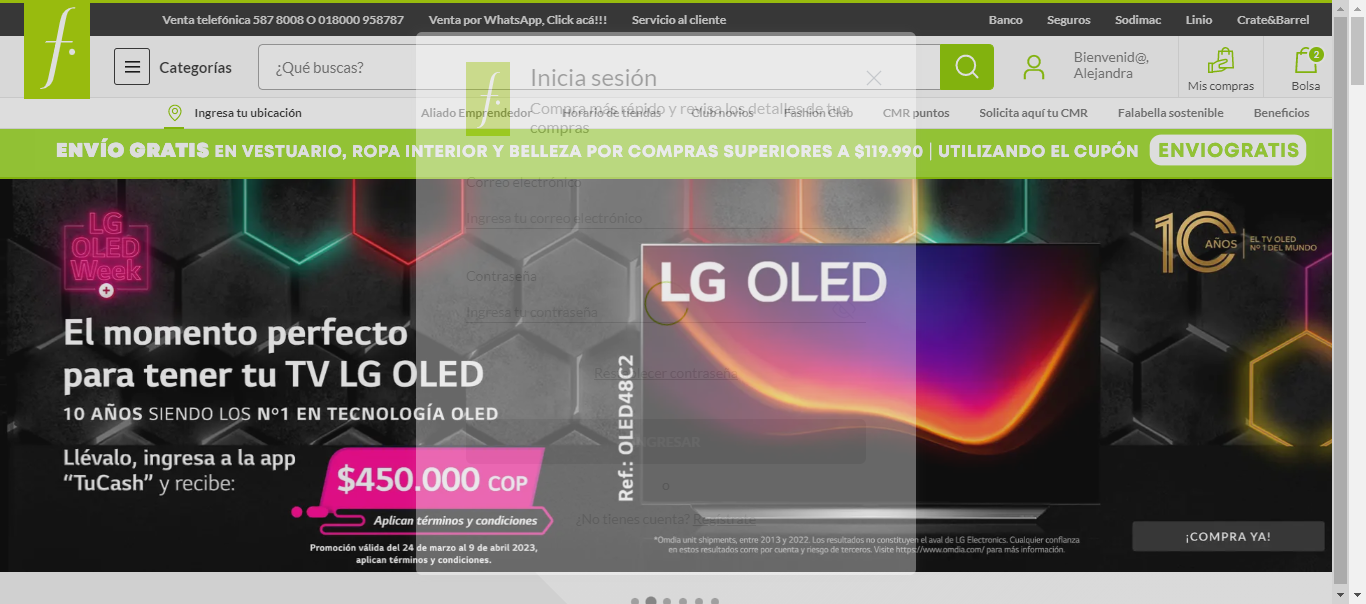 Venta telefónica 587 8008 O 018000 958787
Venta por WhatsApp, Click acá!!!
Servicio al cliente
Banco
Seguros
Sodimac
Linio
Crate&Barrel
f.
Categorías
¿Qué buscas?
Bienvenid@,
Alejandra
Mis compras
2
Bolsa
Ingresa tu ubicación
Aliado Emprendedor
Horario de tiendas
Club novios
Fashion Club
CMR puntos
Solicita aquí tu CMR
Falabella sostenible
Beneficios
ENVÍO GRATIS EN VESTUARIO, ROPA INTERIOR Y BELLEZA POR COMPRAS SUPERIORES A $119.990 | UTILIZANDO EL CUPÓN ENVIOGRATIS
f.
Inicia sesión
Compra más rápido y revisa los detalles de tus
compras
Correo electrónico
Ingresa tu correo electrónico
Contraseña
Ingresa tu contraseña
Restablecer contraseña
INGRESAR
o
¿No tienes cuenta? Regístrate
LG
OLED
Week
El momento perfecto
para tener tu TV LG OLED
10 AÑOS SIENDO LOS Nº1 EN TECNOLOGÍA OLED
Llévalo, ingresa a la app
“TuCash” y recibe:
$450.000 COP
Aplican términos y condiciones
Promoción válida del 24 de marzo al 9 de abril 2023,
aplican términos y condiciones.
LG OLED
Ref.: OLED48C2
10 AÑOS
EL TV OLED
Nº 1 DEL MUNDO
*Omdia unit shipments, entre 2013 y 2022. Los resultados no constituyen el aval de LG Electronics. Cualquier confianza
en estos resultados corre por cuenta y riesgo de terceros. Visite https://www.omdia.com/ para más información.
¡COMPRA YA!